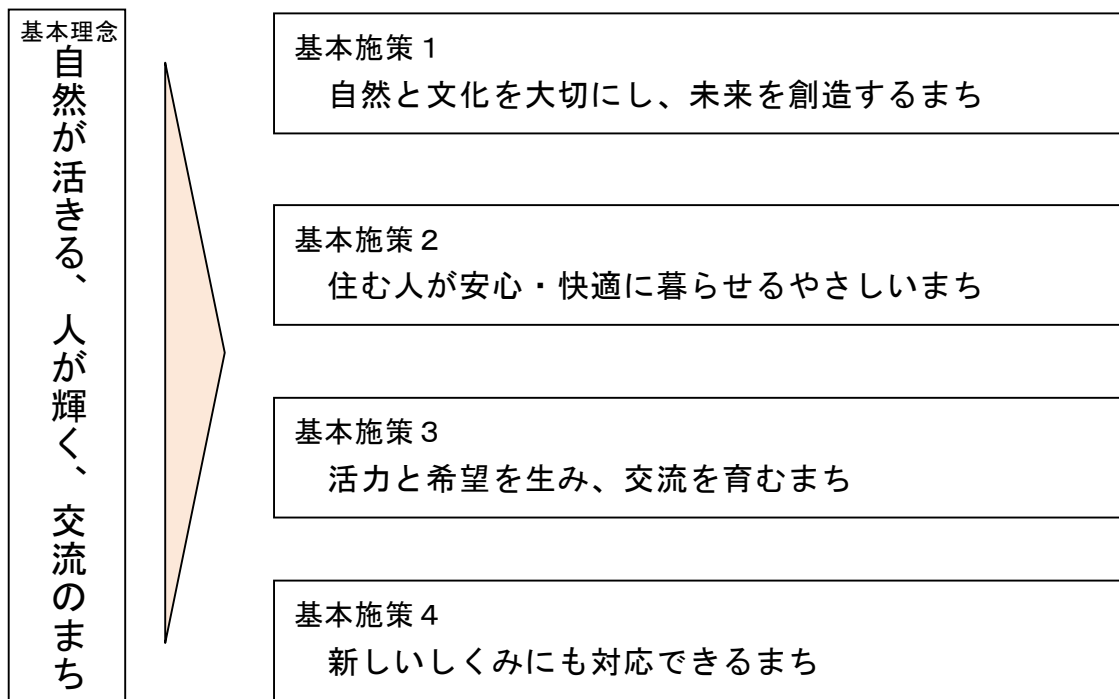 基本理念
自然が活きる、人が輝く、交流のまち
基本施策１
自然と文化を大切にし、未来を創造するまち
基本施策２
住む人が安心・快適に暮らせるやさしいまち
基本施策３
活力と希望を生み、交流を育むまち
基本施策４
新しいしくみにも対応できるまち